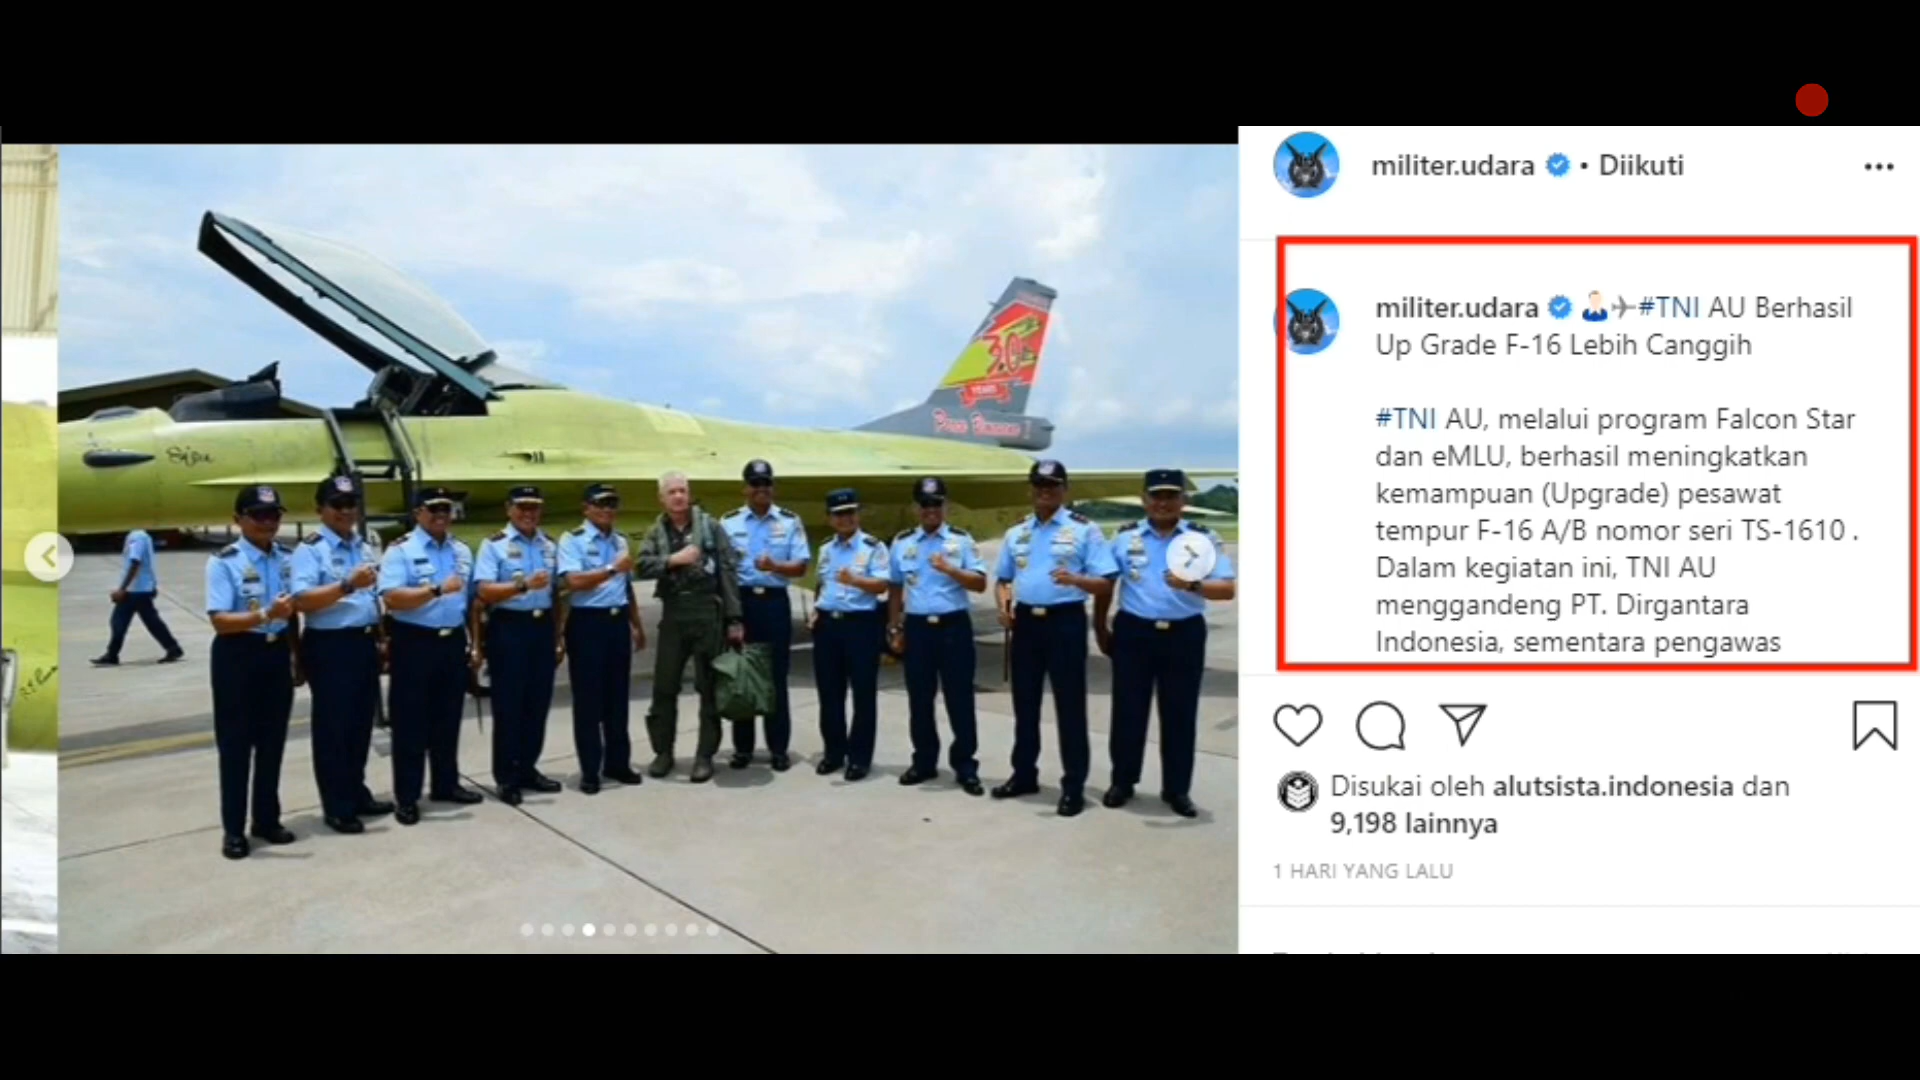 militer.udara • Diikuti
militer.udara #TNI AU Berhasil
Up Grade F-16 Lebih Canggih
#TNI AU, melalui program Falcon Star
dan eMLU, berhasil meningkatkan
kemampuan (Upgrade) pesawat
tempur F-16 A/B nomor seri TS-1610 .
Dalam kegiatan ini, TNI AU
menggandeng PT. Dirgantara
Indonesia, sementara pengawas
Disukai oleh alutsista.indonesia dan
9,198 lainnya
1 HARI YANG LALU
30
YEARS